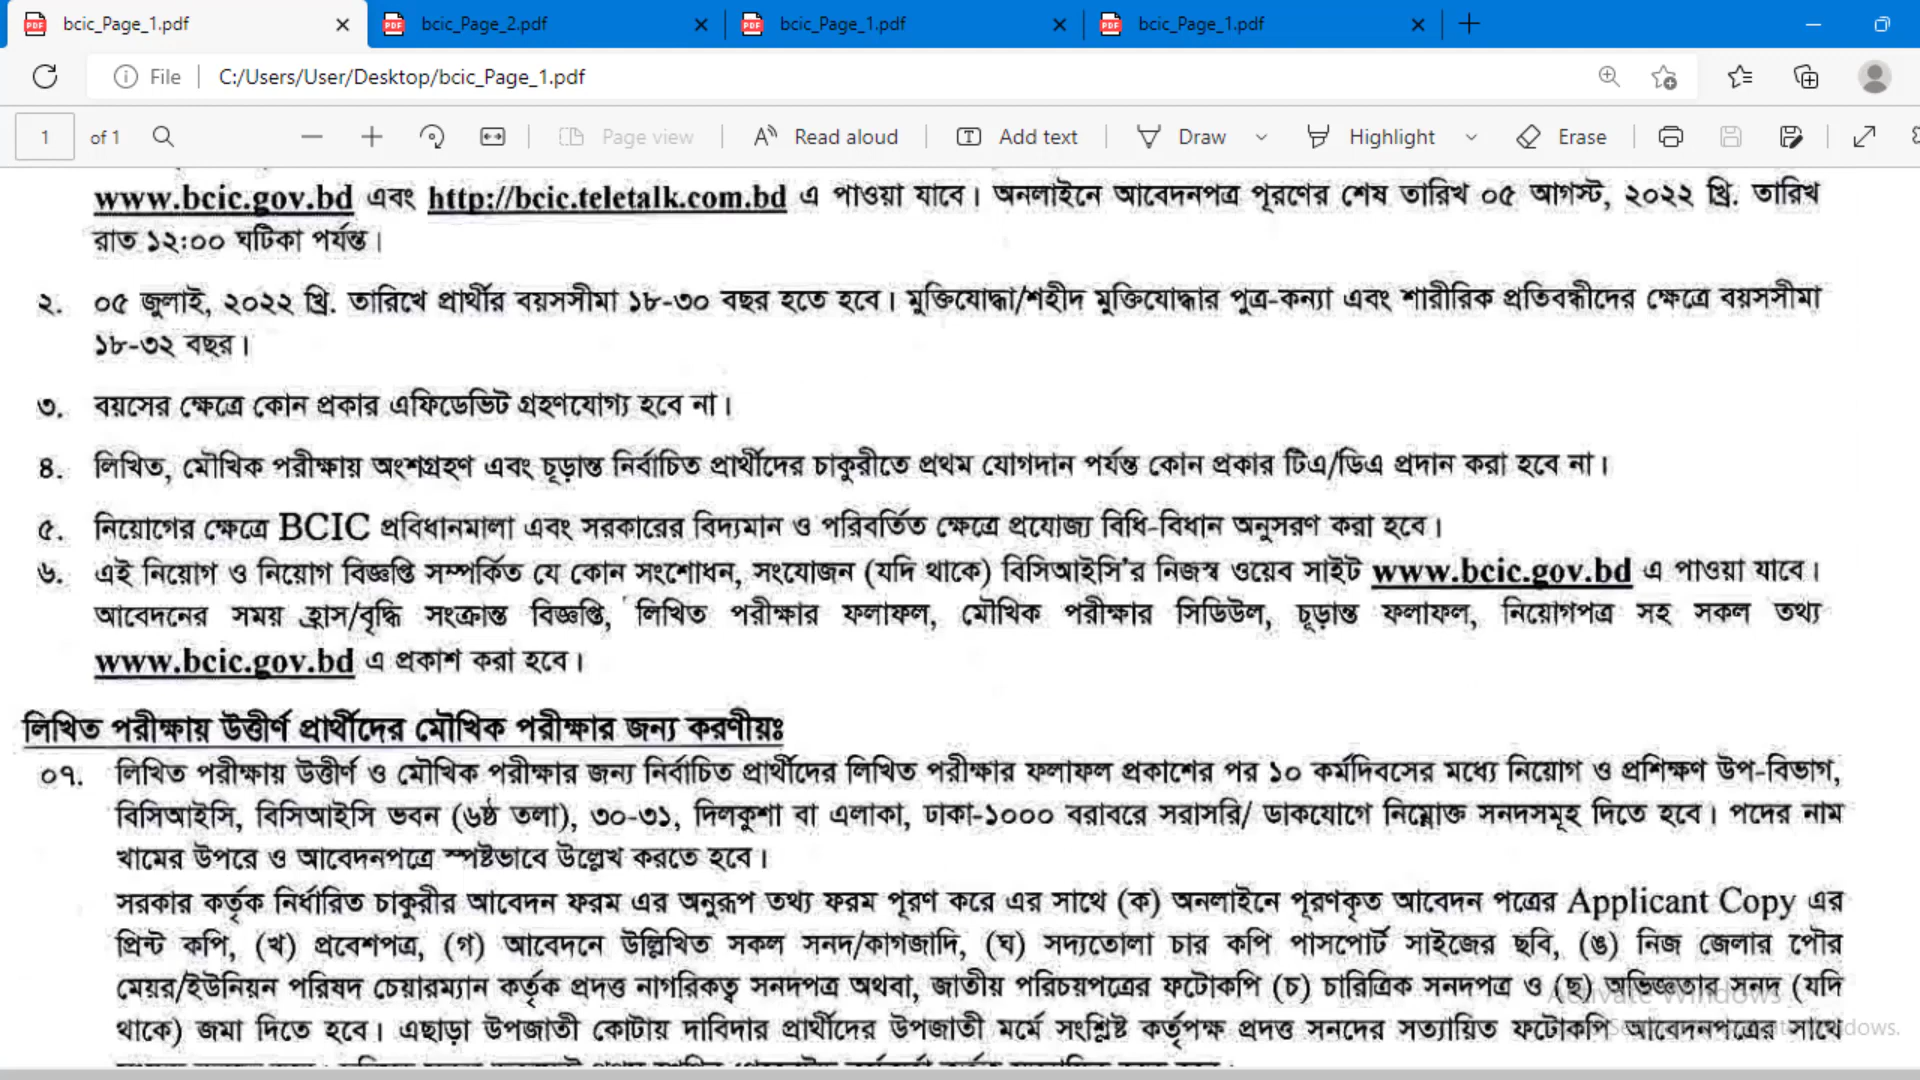 bcic_Page_1.pdf
bcic_Page_2.pdf
bcic_Page_1.pdf
bcic_Page_1.pdf
File
C:/Users/User/Desktop/bcic_Page_1.pdf
1 of 1
Page view
Read aloud
Add text
Draw
Highlight
Erase
www.bcic.gov.bd এবং http://bcic.teletalk.com.bd এ পাওয়া যাবে। অনলাইনে আবেদনপত্র পূরণের শেষ তারিখ ০৫ আগস্ট, ২০২২ খ্রি. তারিখ
রাত ১২:০০ ঘটিকা পর্যন্ত।
২. ০৫ জুলাই, ২০২২ খ্রি. তারিখে প্রার্থীর বয়সসীমা ১৮-৩০ বছর হতে হবে। মুক্তিযোদ্ধা/শহীদ মুক্তিযোদ্ধার পুত্র-কন্যা এবং শারীরিক প্রতিবন্ধীদের ক্ষেত্রে বয়সসীমা
১৮-৩২ বছর।
৩. বয়সের ক্ষেত্রে কোন প্রকার এফিডেভিট গ্রহণযোগ্য হবে না।
৪. লিখিত, মৌখিক পরীক্ষায় অংশগ্রহণ এবং চূড়ান্ত নির্বাচিত প্রার্থীদের চাকুরীতে প্রথম যোগদান পর্যন্ত কোন প্রকার টিএ/ডিএ প্রদান করা হবে না।
৫. নিয়োগের ক্ষেত্রে BCIC প্রবিধানমালা এবং সরকারের বিদ্যমান ও পরিবর্তিত ক্ষেত্রে প্রযোজ্য বিধি-বিধান অনুসরণ করা হবে।
৬. এই নিয়োগ ও নিয়োগ বিজ্ঞপ্তি সম্পর্কিত যে কোন সংশোধন, সংযোজন (যদি থাকে) বিসিআইসি'র নিজস্ব ওয়েব সাইট www.bcic.gov.bd এ পাওয়া যাবে।
আবেদনের সময় হ্রাস/বৃদ্ধি সংক্রান্ত বিজ্ঞপ্তি, লিখিত পরীক্ষার ফলাফল, মৌখিক পরীক্ষার সিডিউল, চূড়ান্ত ফলাফল, নিয়োগপত্র সহ সকল তথ্য
www.bcic.gov.bd এ প্রকাশ করা হবে।
লিখিত পরীক্ষায় উত্তীর্ণ প্রার্থীদের মৌখিক পরীক্ষার জন্য করণীয়ঃ
০৭. লিখিত পরীক্ষায় উত্তীর্ণ ও মৌখিক পরীক্ষার জন্য নির্বাচিত প্রার্থীদের লিখিত পরীক্ষার ফলাফল প্রকাশের পর ১০ কর্মদিবসের মধ্যে নিয়োগ ও প্রশিক্ষণ উপ-বিভাগ,
বিসিআইসি, বিসিআইসি ভবন (৬ষ্ঠ তলা), ৩০-৩১, দিলকুশা বা এলাকা, ঢাকা-১০০০ বরাবরে সরাসরি/ ডাকযোগে নিম্নোক্ত সনদসমূহ দিতে হবে। পদের নাম
খামের উপরে ও আবেদনপত্রে স্পষ্টভাবে উল্লেখ করতে হবে।
সরকার কর্তৃক নির্ধারিত চাকুরীর আবেদন ফরম এর অনুরূপ তথ্য ফরম পূরণ করে এর সাথে (ক) অনলাইনে পূরণকৃত আবেদন পত্রের Applicant Copy এর
প্রিন্ট কপি, (খ) প্রবেশপত্র, (গ) আবেদনে উল্লিখিত সকল সনদ/কাগজাদি, (ঘ) সদ্যতোলা চার কপি পাসপোর্ট সাইজের ছবি, (ঙ) নিজ জেলার পৌর
মেয়র/ইউনিয়ন পরিষদ চেয়ারম্যান কর্তৃক প্রদত্ত নাগরিকত্ব সনদপত্র অথবা, জাতীয় পরিচয়পত্রের ফটোকপি (চ) চারিত্রিক সনদপত্র ও (ছ) অভিজ্ঞতার সনদ (যদি
থাকে) জমা দিতে হবে। এছাড়া উপজাতী কোটায় দাবিদার প্রার্থীদের উপজাতী মর্মে সংশ্লিষ্ট কর্তৃপক্ষ প্রদত্ত সনদের সত্যায়িত ফটোকপি আবেদনপত্রের সাথে
Activate Windows